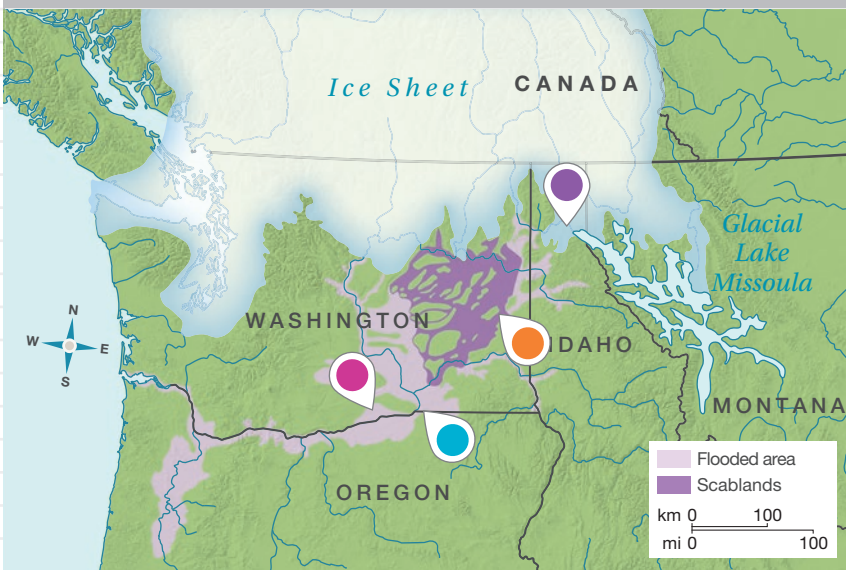 Ice Sheet
CANADA
Glacial
Lake
Missoula
WASHINGTON
N
W
E
S
IDAHO
MONTANA
OREGON
Flooded area
Scablands
km 0 100
mi 0 100